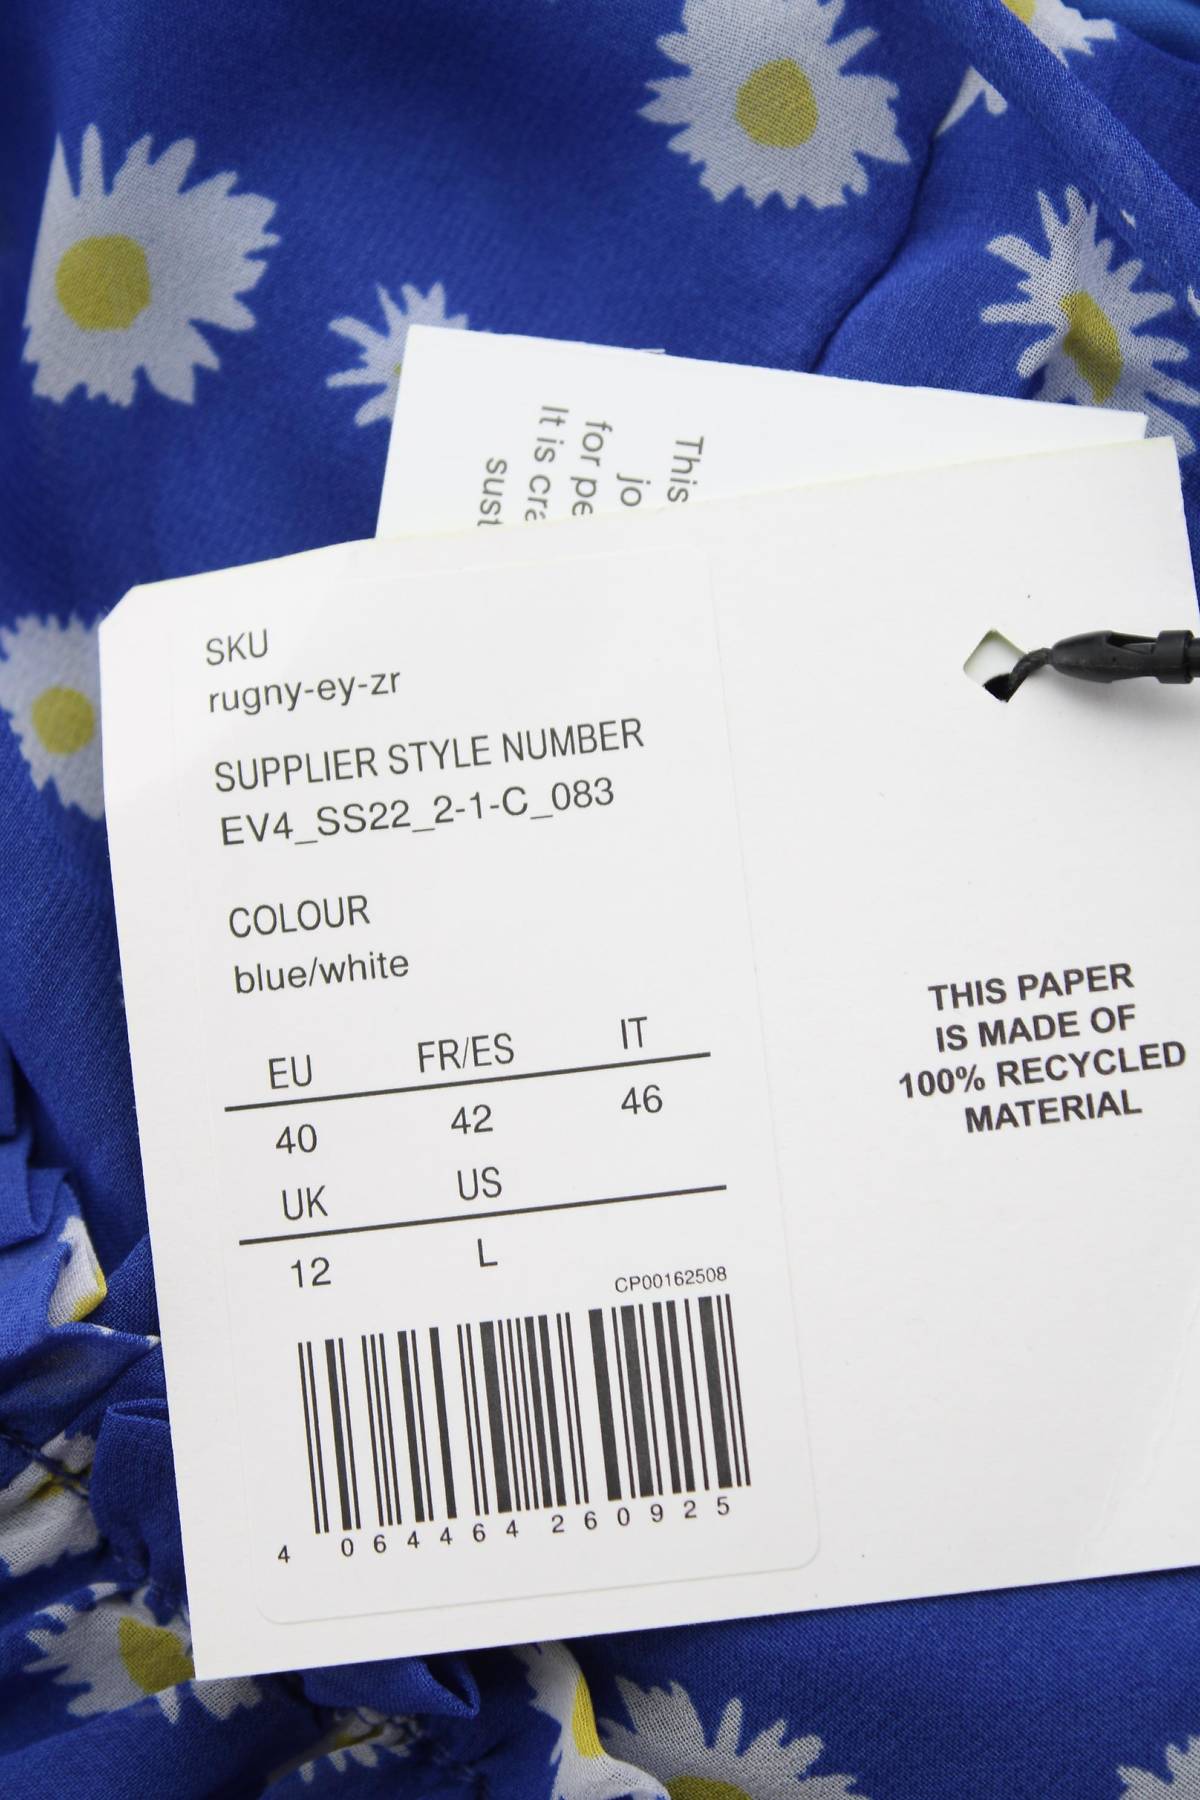 This
jo
for pe
It is cra
sust
SKU
rugny-ey-zr
SUPPLIER STYLE NUMBER
EV4_SS22_2-1-C_083
COLOUR
blue/white
EU FR/ES IT
40 42 46
UK US
12 L
CP00162508
4 064464 260925
THIS PAPER
IS MADE OF
100% RECYCLED
MATERIAL